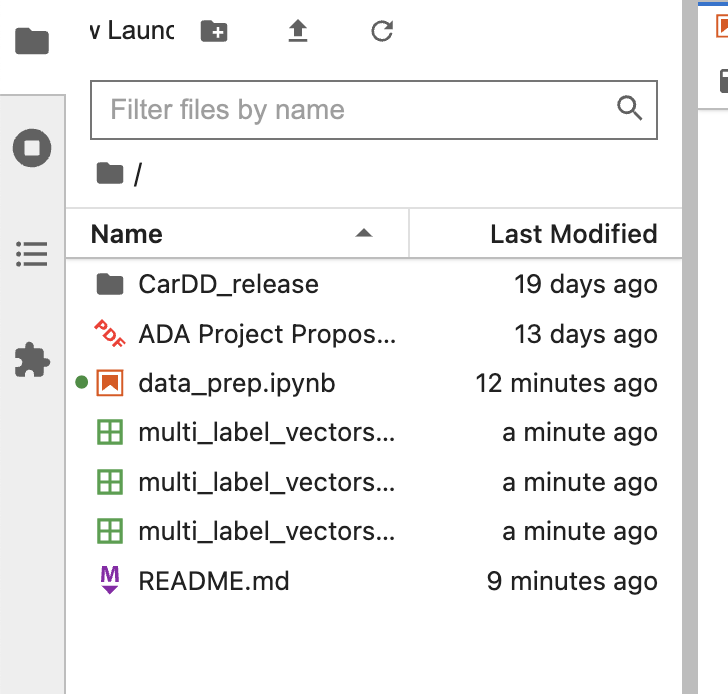 w Launc
Filter files by name
/
Name Last Modified
CarDD_release 19 days ago
PDF ADA Project Propos... 13 days ago
data_prep.ipynb 12 minutes ago
multi_label_vectors... a minute ago
multi_label_vectors... a minute ago
multi_label_vectors... a minute ago
M README.md 9 minutes ago